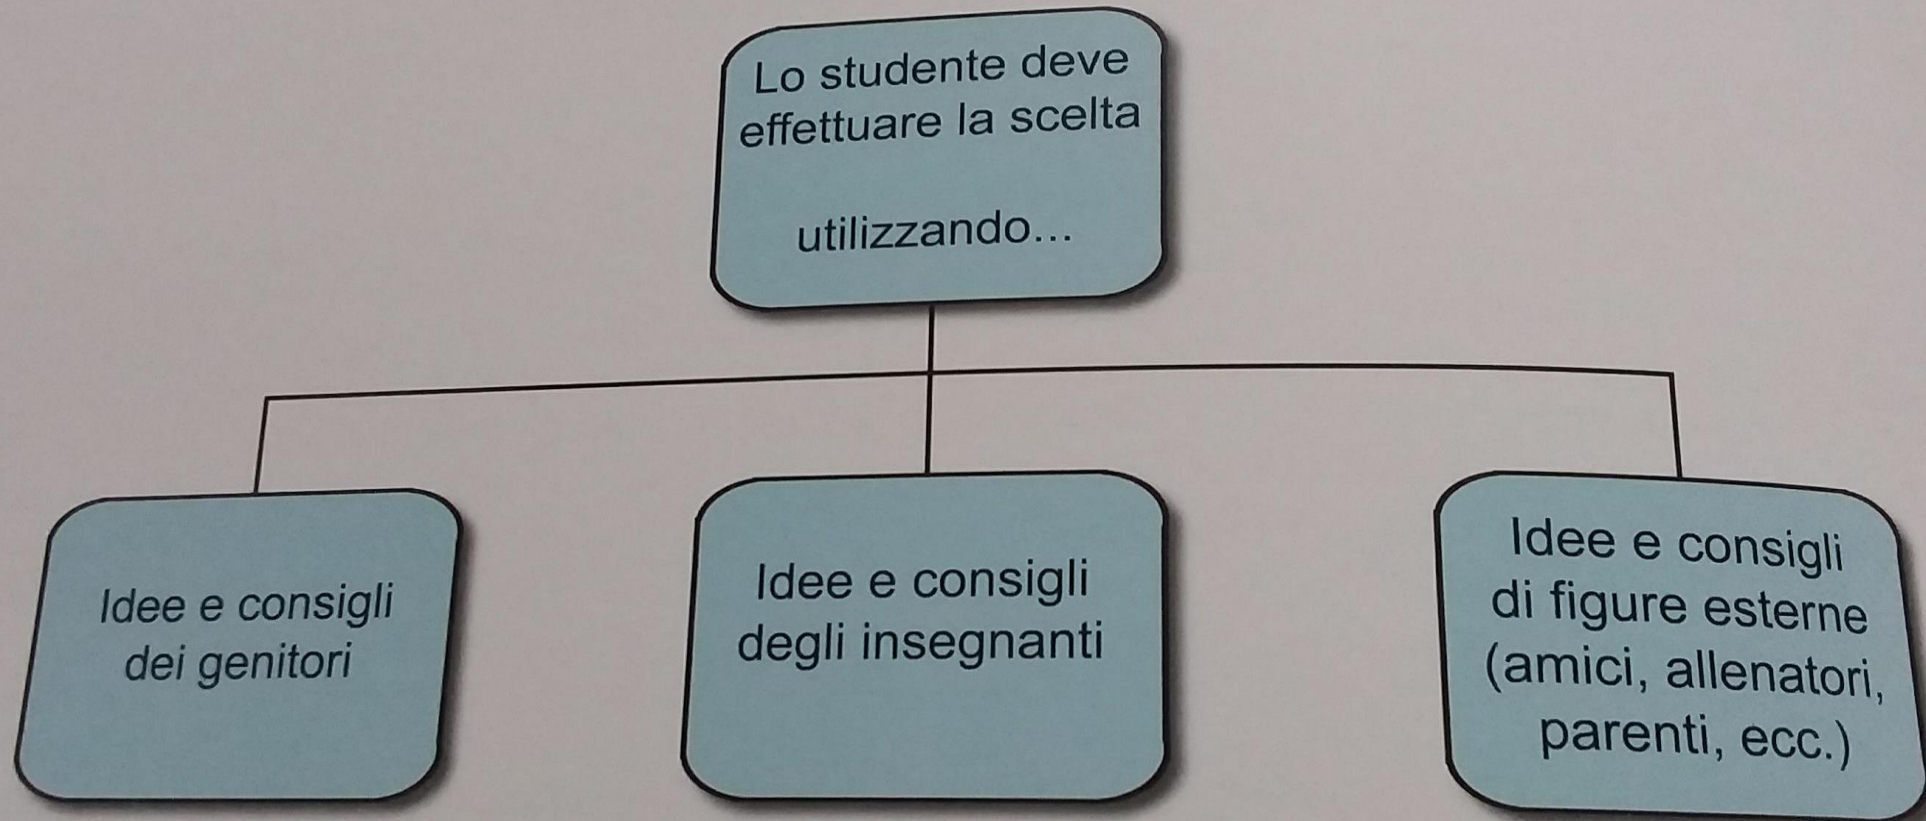 Lo studente deve
effettuare la scelta
utilizzando...
Idee e consigli
dei genitori
Idee e consigli
degli insegnanti
Idee e consigli
di figure esterne
(amici, allenatori,
parenti, ecc.)